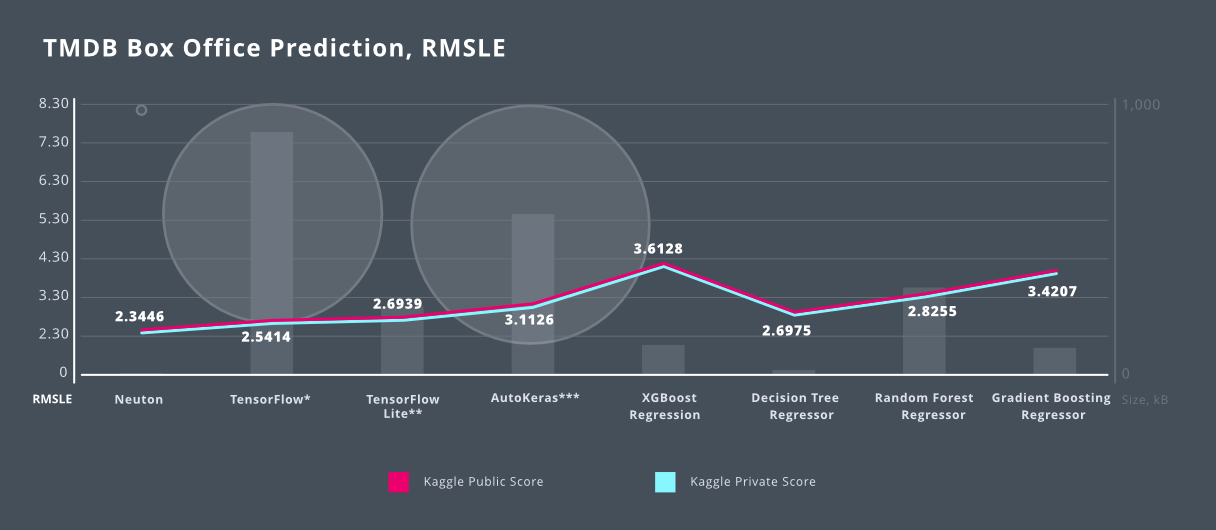 TMDB Box Office Prediction, RMSLE
8.30
1,000
7.30
6.30
5.30
4.30
3.30
2.30
0
0
3.6128
2.3446
2.6939
3.4207
2.5414
3.1126
2.6975
2.8255
RMSLE
Neuton
TensorFlow*
TensorFlow
Lite**
AutoKeras***
XGBoost
Regression
Decision Tree
Regressor
Random Forest
Regressor
Gradient Boosting
Regressor
Size, kB
Kaggle Public Score
Kaggle Private Score